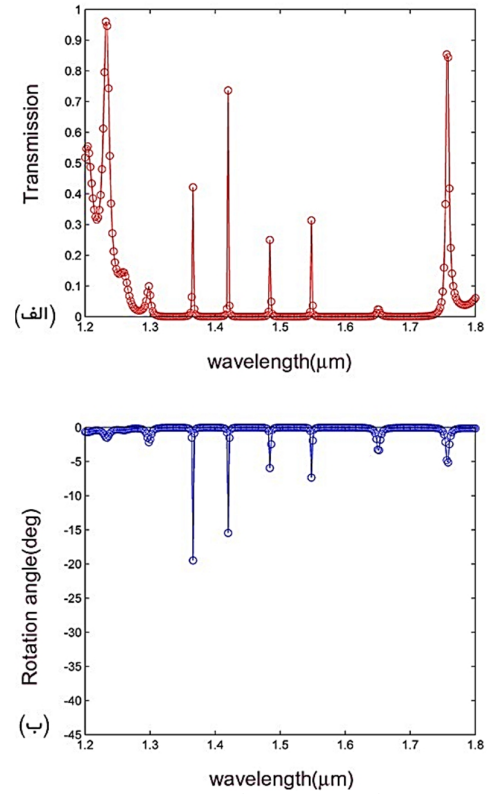 1
0.9
0.8
0.7
0.6
0.5
0.4
0.3
0.2
0.1
0
Transmission
(الف)
1.2 1.3 1.4 1.5 1.6 1.7 1.8
wavelength(μm)
0
-5
-10
-15
-20
-25
-30
-35
-40
-45
Rotation angle(deg)
(ب)
1.2 1.3 1.4 1.5 1.6 1.7 1.8
wavelength(μm)